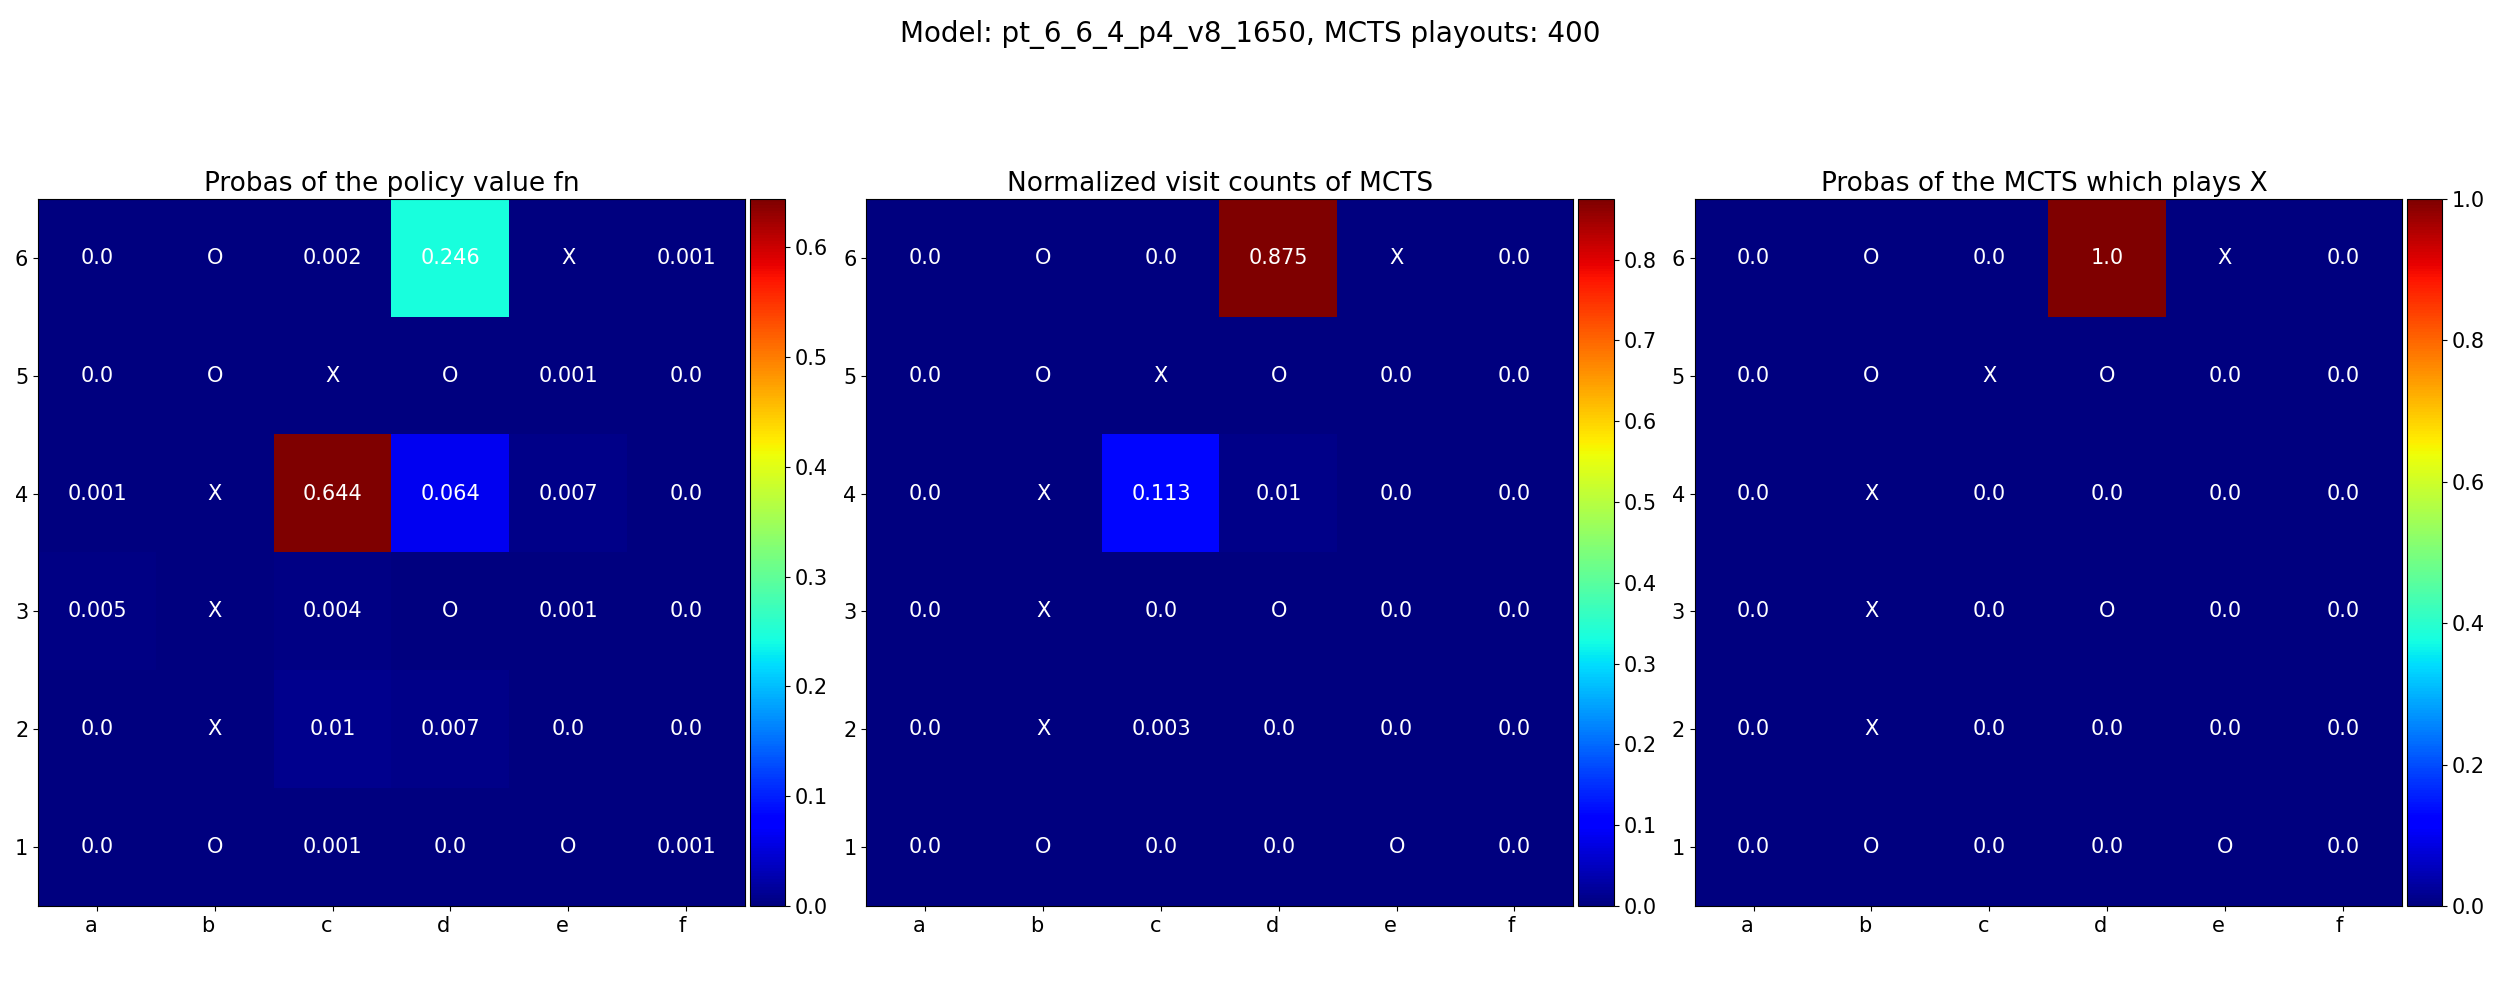 Model: pt_6_6_4_p4_v8_1650, MCTS playouts: 400
Probas of the policy value fn
6 0.0 O 0.002 0.246 X 0.001
5 0.0 O X O 0.001 0.0
4 0.001 X 0.644 0.064 0.007 0.0
3 0.005 X 0.004 O 0.001 0.0
2 0.0 X 0.01 0.007 0.0 0.0
1 0.0 O 0.001 0.0 O 0.001
a b c d e f
0.6
0.5
0.4
0.3
0.2
0.1
0.0
Normalized visit counts of MCTS
6 0.0 O 0.0 0.875 X 0.0
5 0.0 O X O 0.0 0.0
4 0.0 X 0.113 0.01 0.0 0.0
3 0.0 X 0.0 O 0.0 0.0
2 0.0 X 0.003 0.0 0.0 0.0
1 0.0 O 0.0 0.0 O 0.0
a b c d e f
0.8
0.7
0.6
0.5
0.4
0.3
0.2
0.1
0.0
Probas of the MCTS which plays X
6 0.0 O 0.0 1.0 X 0.0
5 0.0 O X O 0.0 0.0
4 0.0 X 0.0 0.0 0.0 0.0
3 0.0 X 0.0 O 0.0 0.0
2 0.0 X 0.0 0.0 0.0 0.0
1 0.0 O 0.0 0.0 O 0.0
a b c d e f
1.0
0.8
0.6
0.4
0.2
0.0